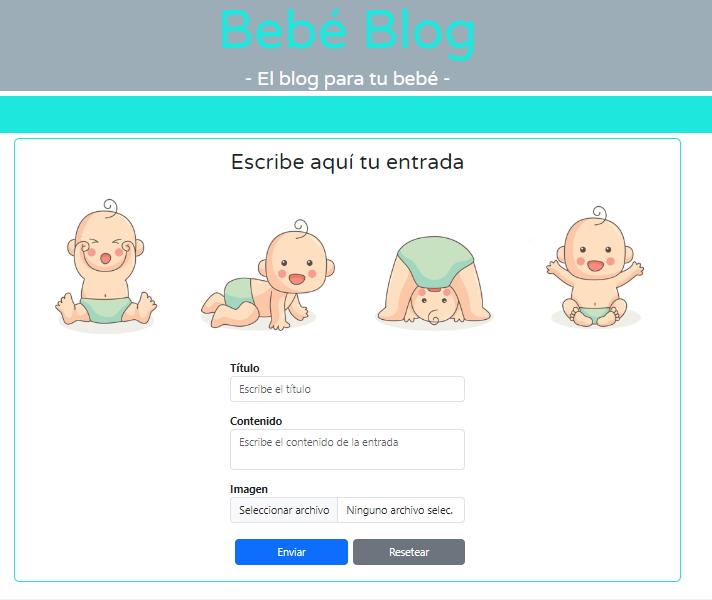 Bebé Blog
- El blog para tu bebé -
Escribe aquí tu entrada
Título
Escribe el título
Contenido
Escribe el contenido de la entrada
Imagen
Seleccionar archivo Ninguno archivo selec.
Enviar Resetear